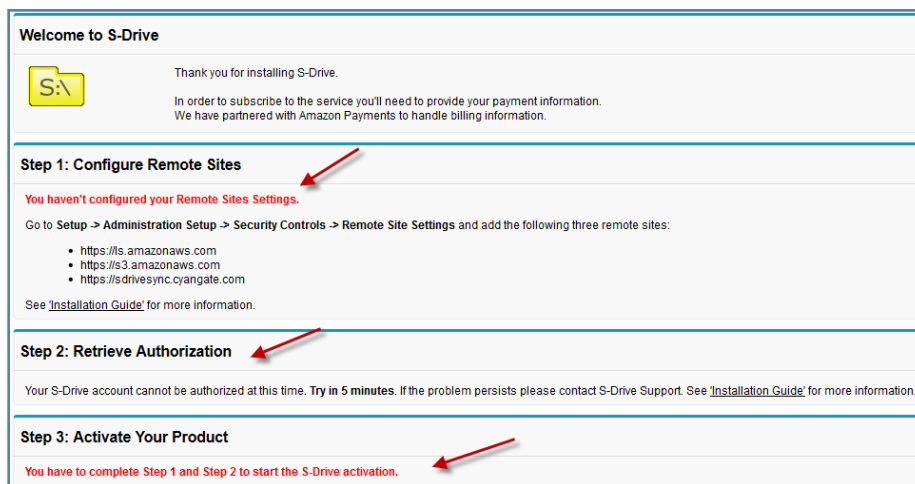 Welcome to S-Drive
S:\
Thank you for installing S-Drive.
In order to subscribe to the service you'll need to provide your payment information.
We have partnered with Amazon Payments to handle billing information.
Step 1: Configure Remote Sites
You haven't configured your Remote Sites Settings.
Go to Setup -> Administration Setup -> Security Controls -> Remote Site Settings and add the following three remote sites:
• https://ls.amazonaws.com
• https://s3.amazonaws.com
• https://sdrivesync.cyangate.com
See 'Installation Guide' for more information.
Step 2: Retrieve Authorization
Your S-Drive account cannot be authorized at this time. Try in 5 minutes. If the problem persists please contact S-Drive Support. See 'Installation Guide' for more information.
Step 3: Activate Your Product
You have to complete Step 1 and Step 2 to start the S-Drive activation.